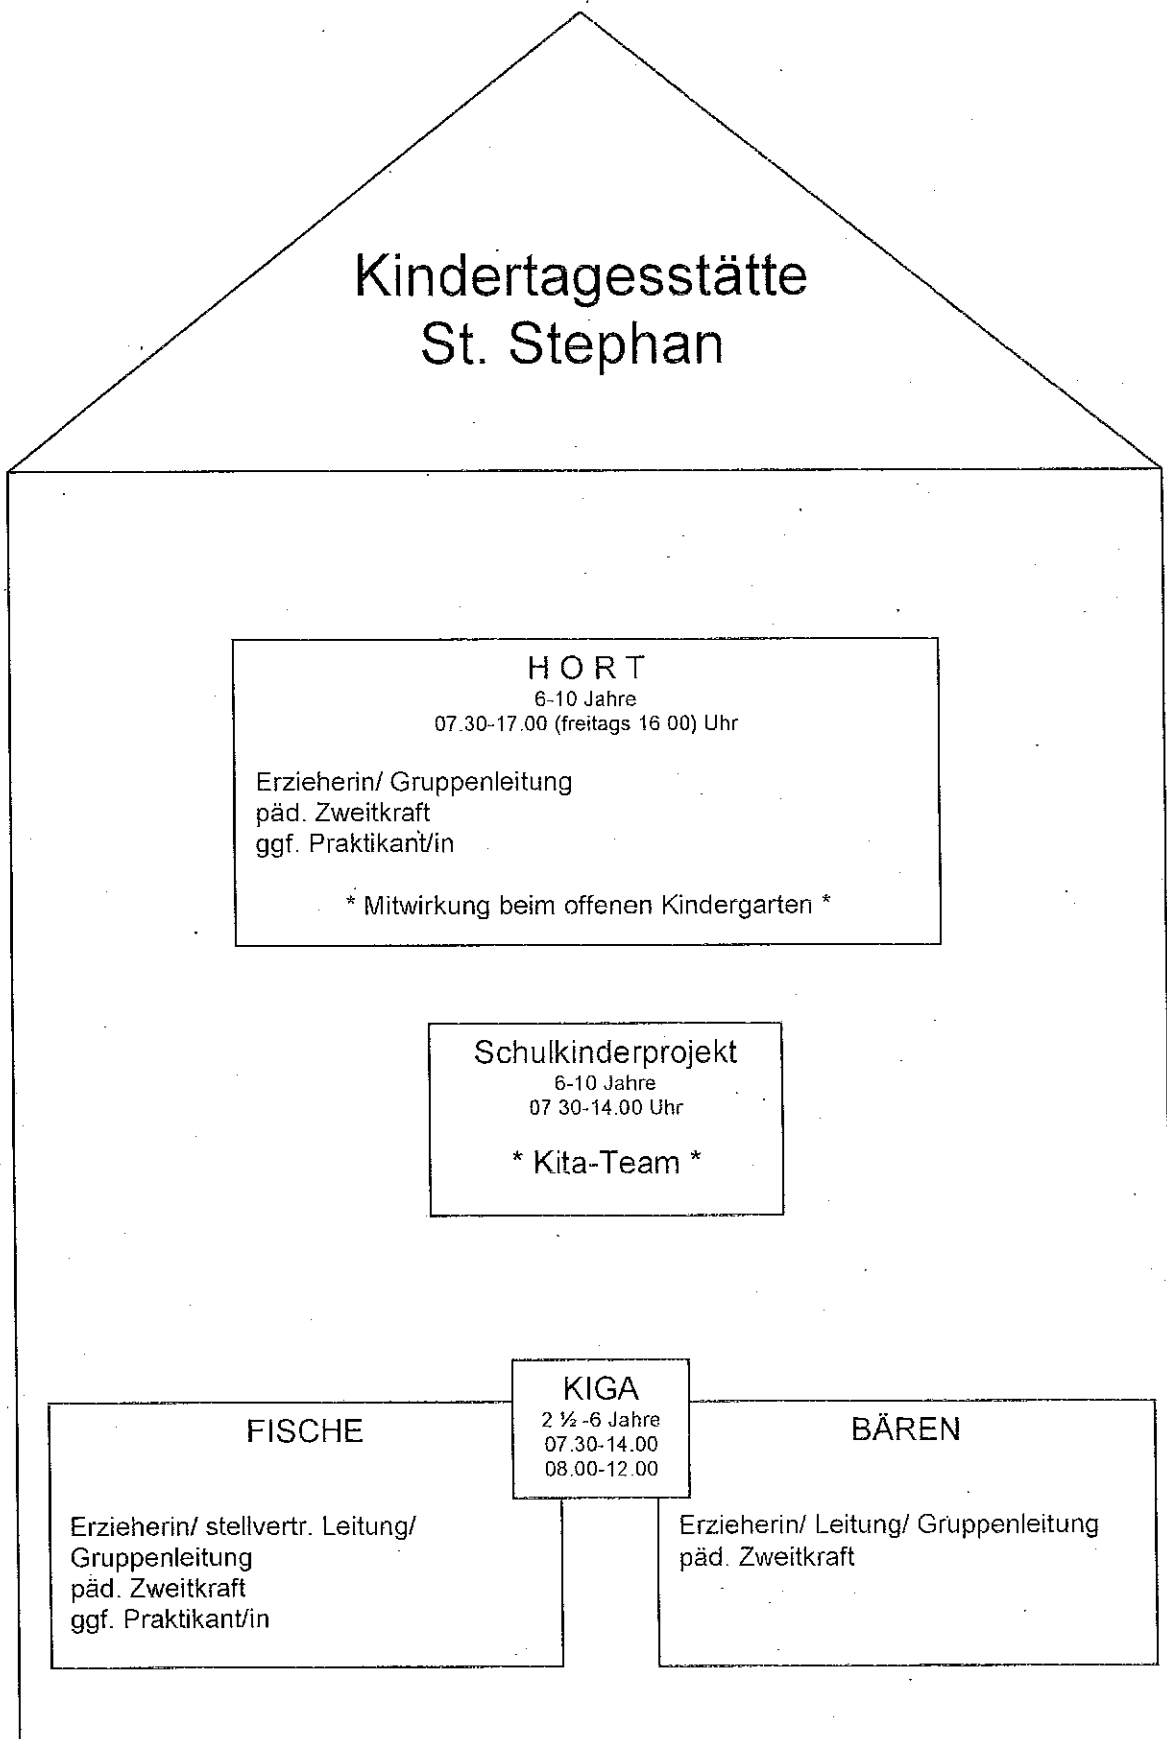 Kindertagesstätte
St. Stephan
H O R T
6-10 Jahre
07.30-17.00 (freitags 16 00) Uhr
Erzieherin/ Gruppenleitung
päd. Zweitkraft
ggf. Praktikant/in
* Mitwirkung beim offenen Kindergarten *
Schulkinderprojekt
6-10 Jahre
07 30-14.00 Uhr
* Kita-Team *
KIGA
2 ½ -6 Jahre
07.30-14.00
08.00-12.00
FISCHE
Erzieherin/ stellvertr. Leitung/
Gruppenleitung
päd. Zweitkraft
ggf. Praktikant/in
BÄREN
Erzieherin/ Leitung/ Gruppenleitung
päd. Zweitkraft